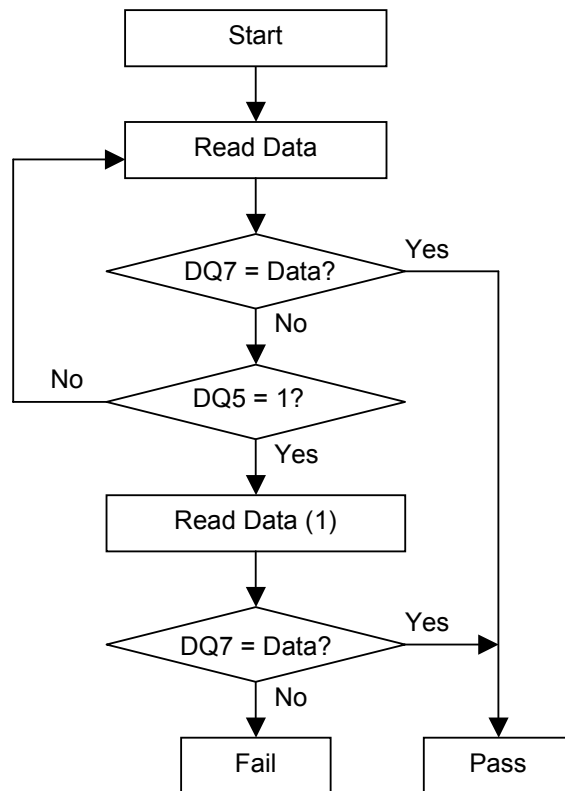 Start
Read Data
DQ7 = Data?
Yes
No
DQ5 = 1?
No
Yes
Read Data (1)
DQ7 = Data?
Yes
No
Fail
Pass